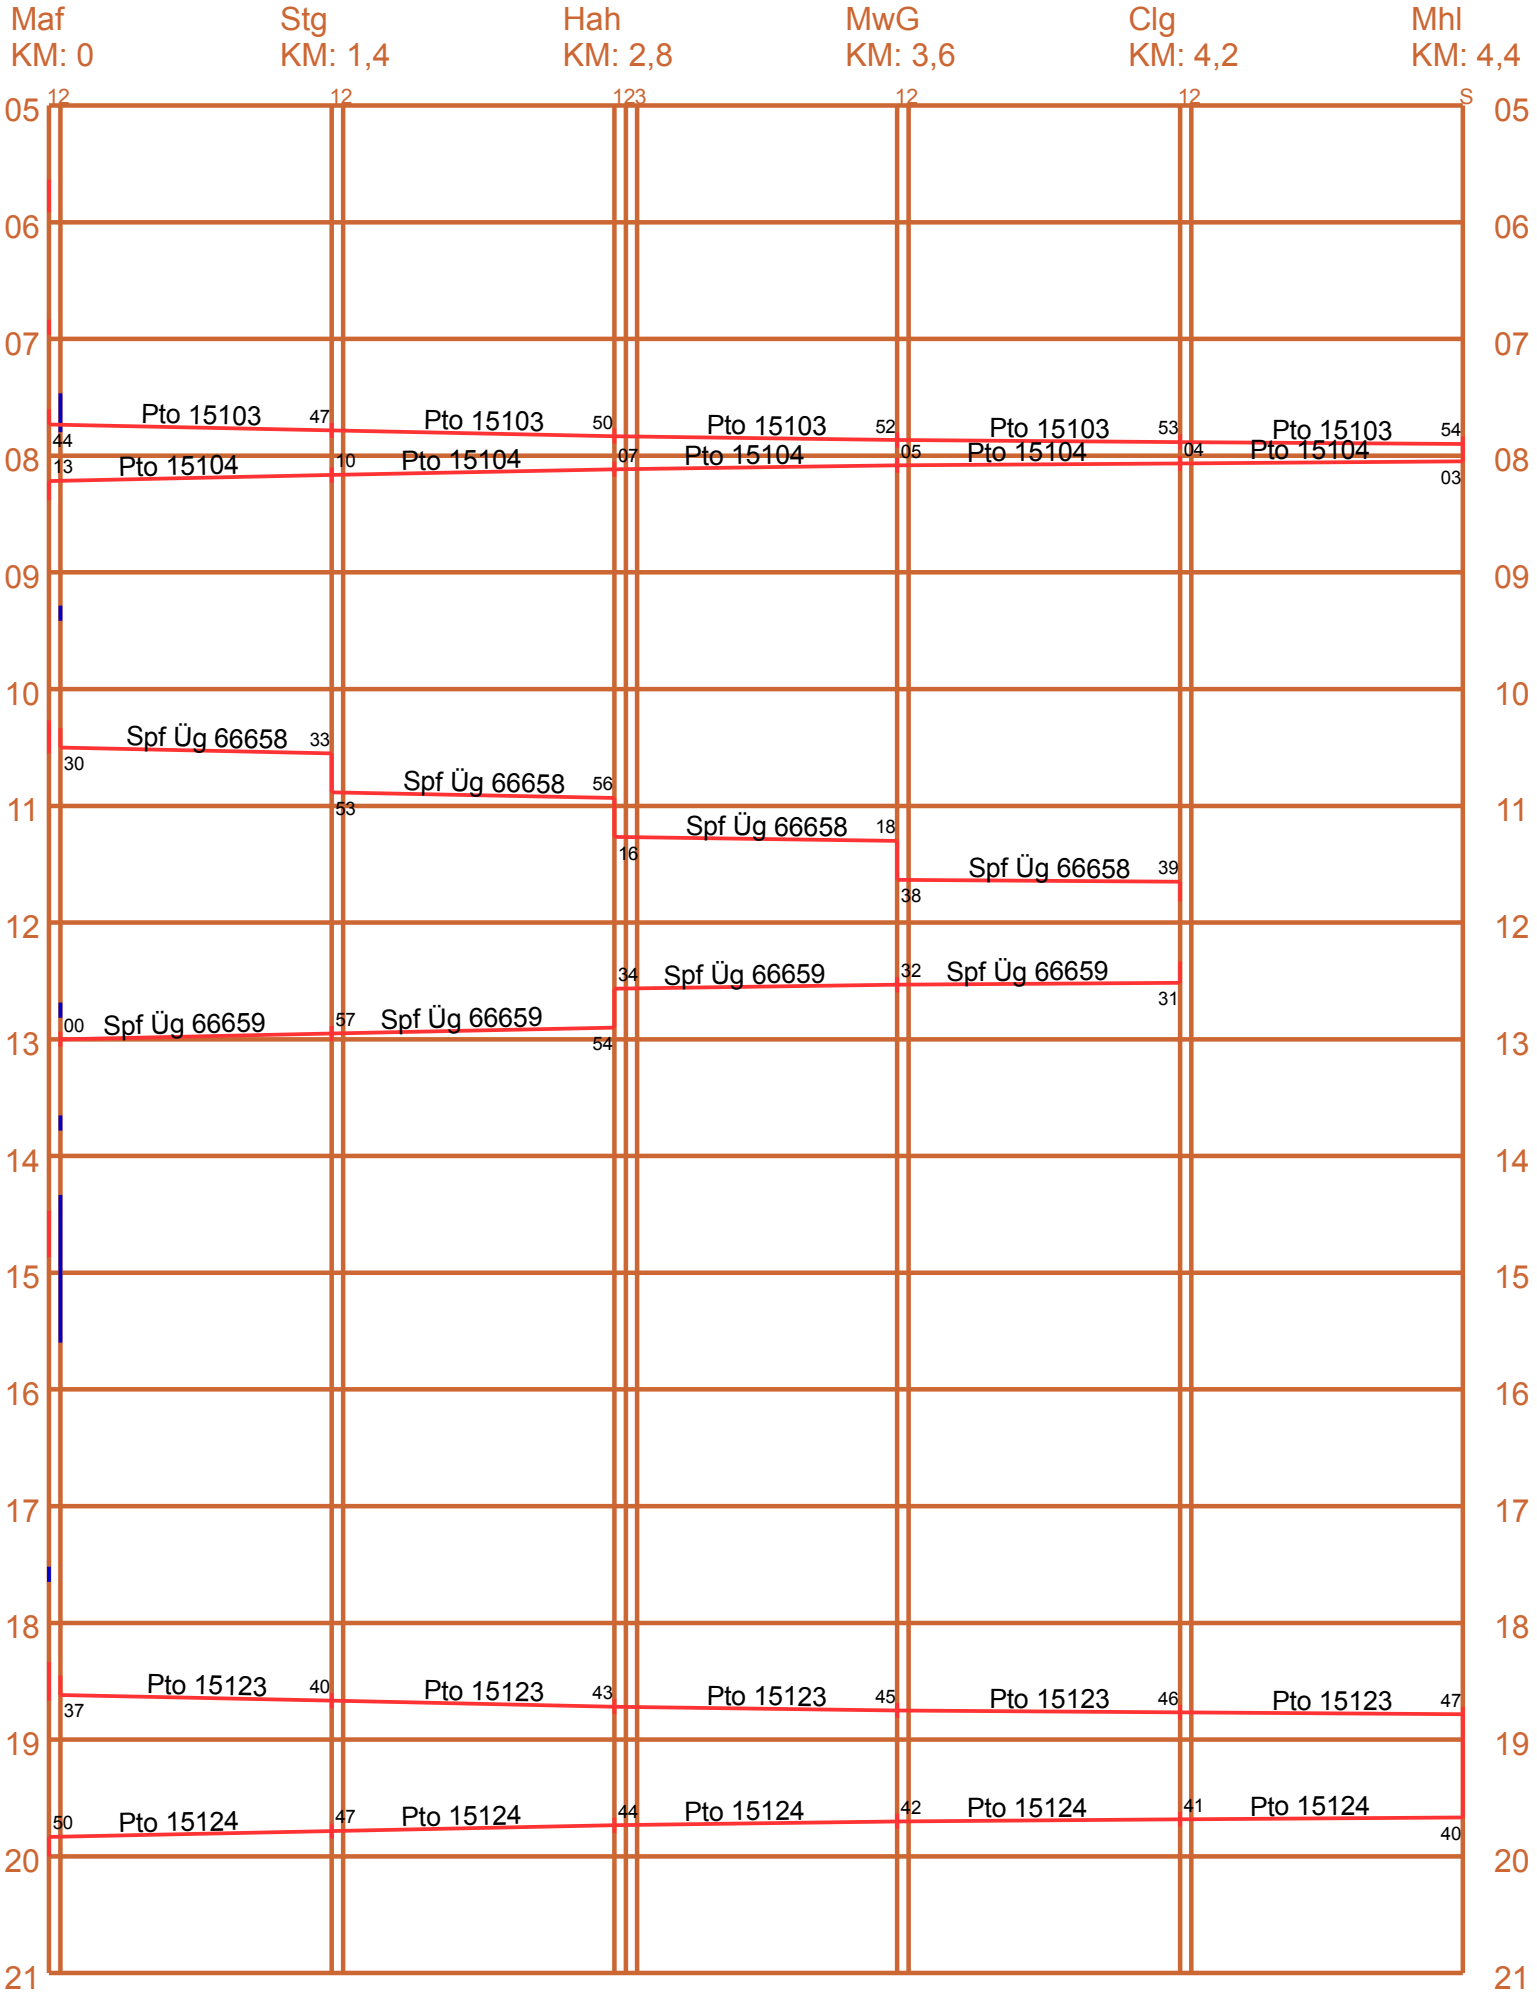 Maf Stg Hah MwG Clg Mhl
KM: 0 KM: 1,4 KM: 2,8 KM: 3,6 KM: 4,2 KM: 4,4
12 12 123 12 12 S
05 05
06 06
07 07
Pto 15103 47 Pto 15103 50 Pto 15103 52 Pto 15103 53 Pto 15103 54
44
08 13 Pto 15104 10 Pto 15104 07 Pto 15104 05 Pto 15104 04 Pto 15104 08
03
09 09
10 10
Spf Üg 66658 33
30
Spf Üg 66658 56
11 53 11
Spf Üg 66658 18
16
Spf Üg 66658 39
38
12 12
34 Spf Üg 66659 32 Spf Üg 66659
31
00 Spf Üg 66659 57 Spf Üg 66659
13 54 13
14 14
15 15
16 16
17 17
18 18
Pto 15123 40 Pto 15123 43 Pto 15123 45 Pto 15123 46 Pto 15123 47
37
19 19
50 Pto 15124 47 Pto 15124 44 Pto 15124 42 Pto 15124 41 Pto 15124
40
20 20
21 21